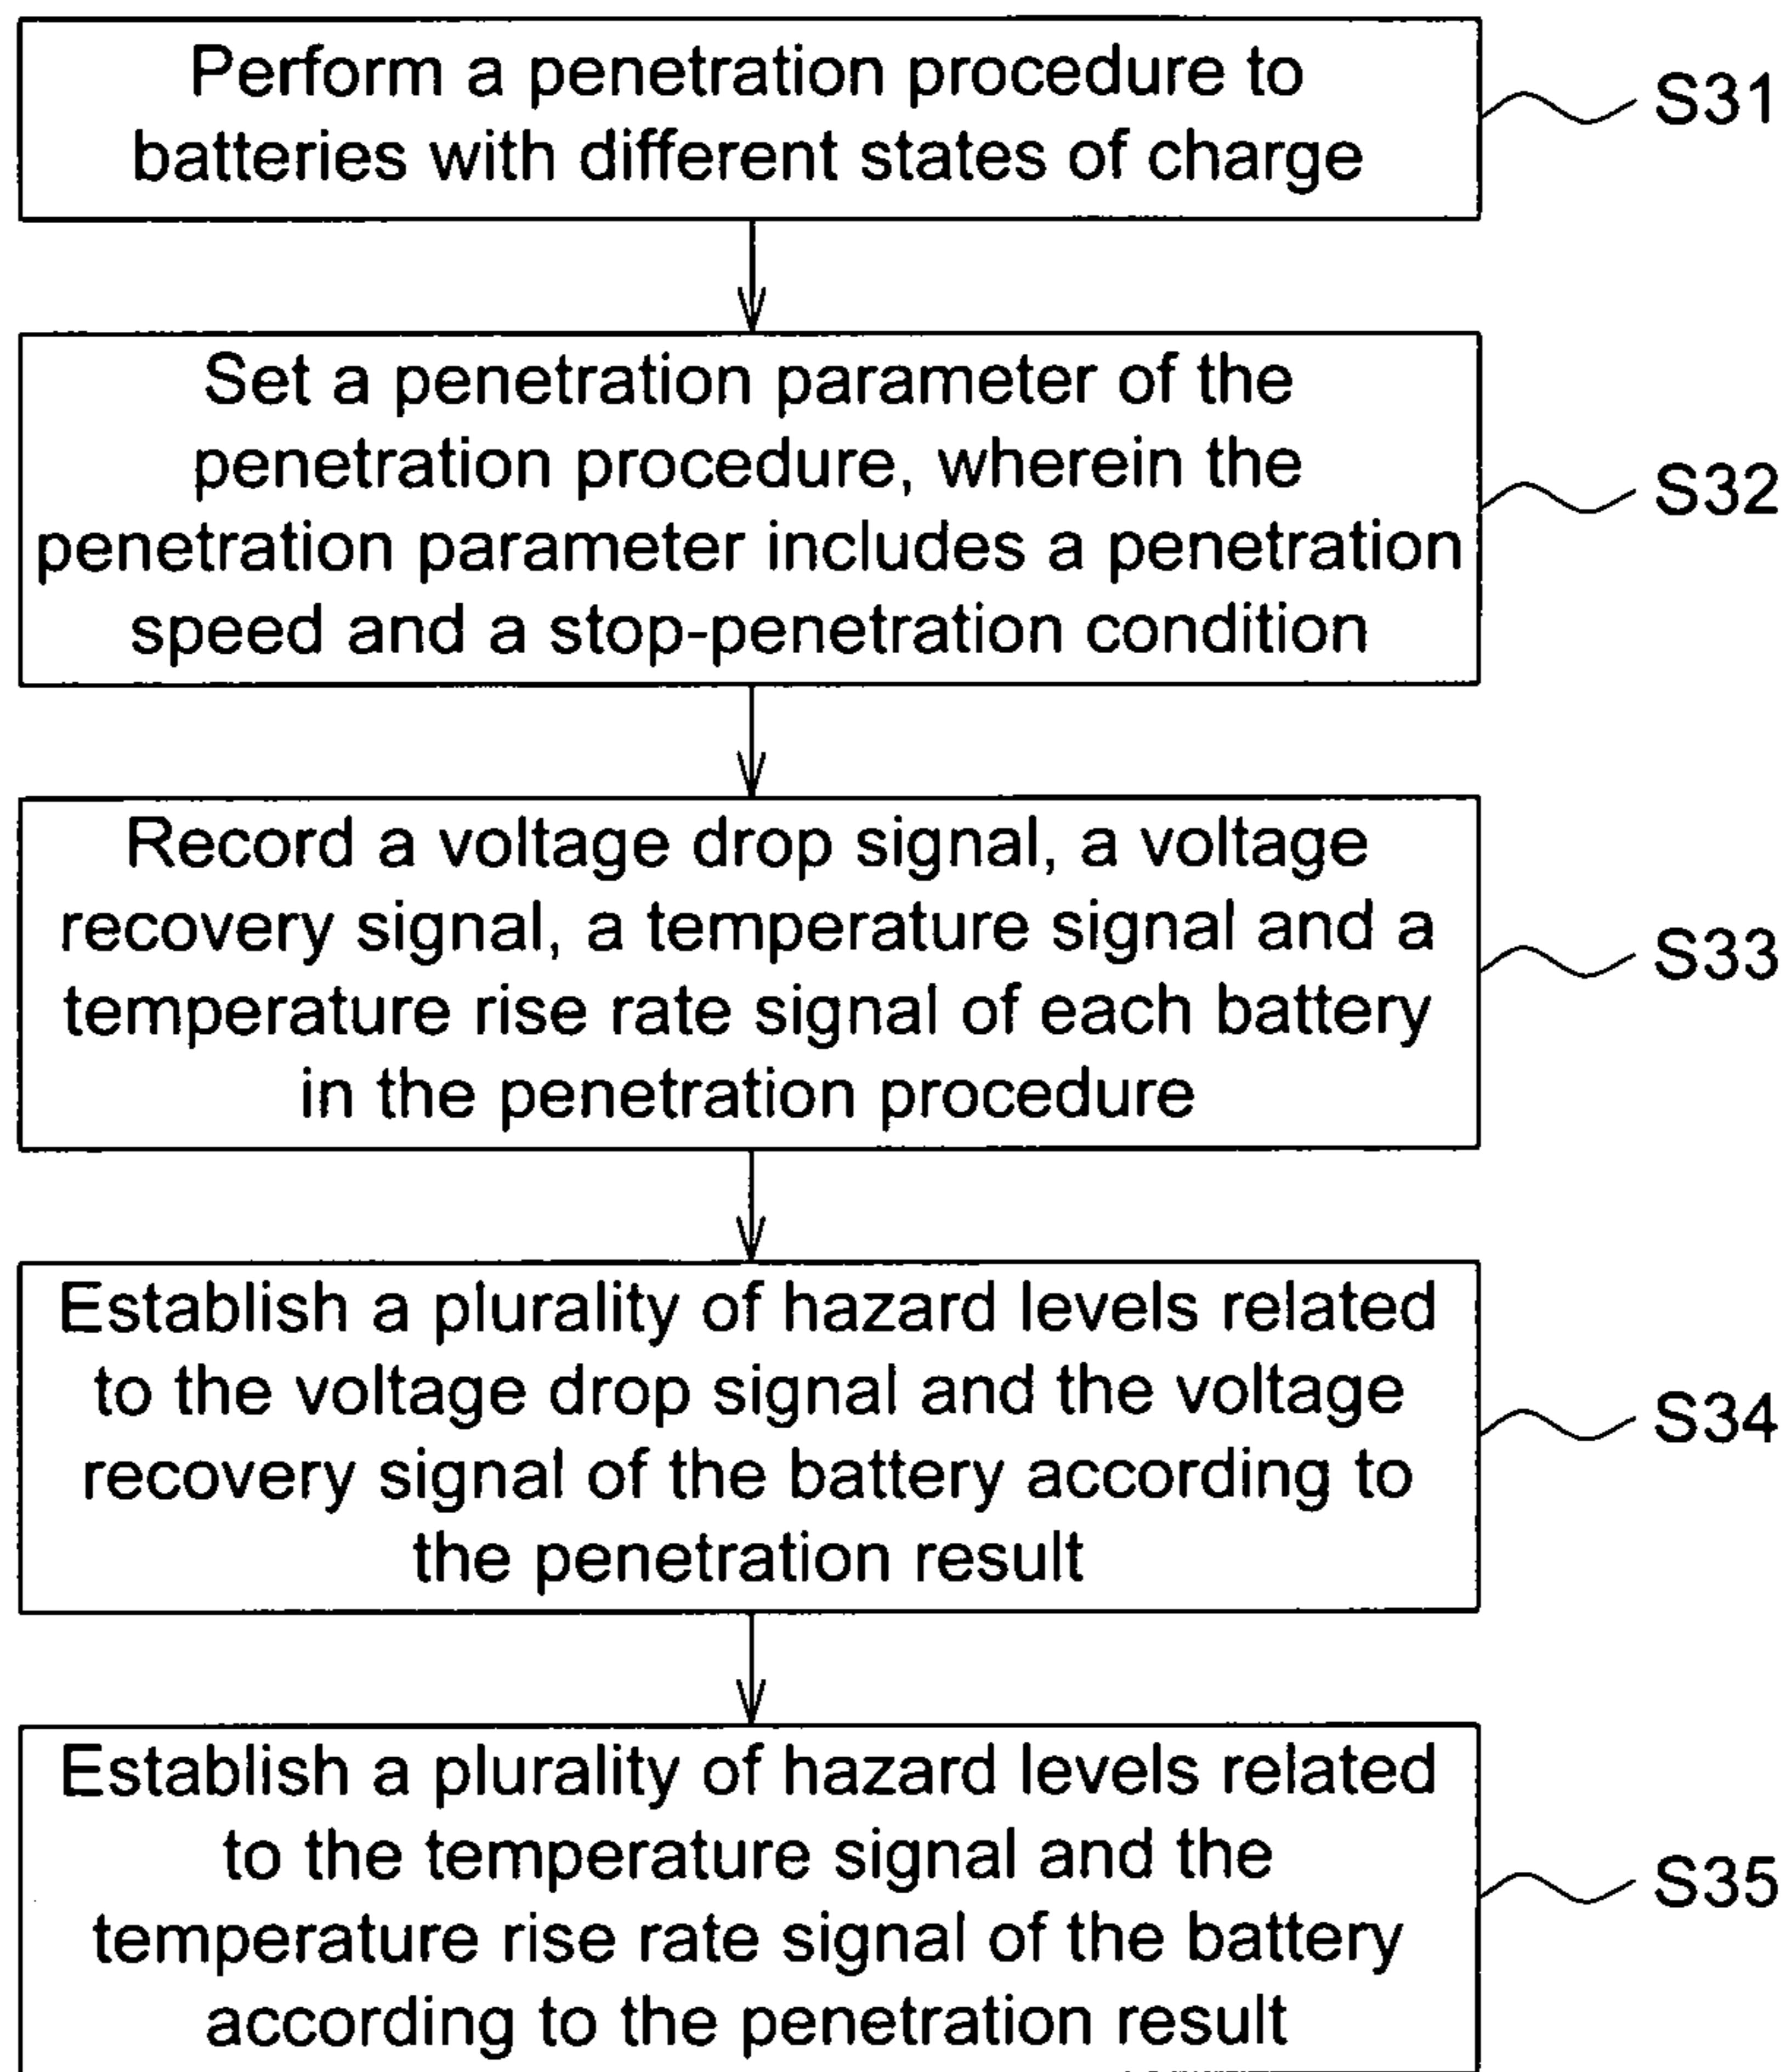 Perform a penetration procedure to
batteries with different states of charge
S31
Set a penetration parameter of the
penetration procedure, wherein the
penetration parameter includes a penetration
speed and a stop-penetration condition
S32
Record a voltage drop signal, a voltage
recovery signal, a temperature signal and a
temperature rise rate signal of each battery
in the penetration procedure
S33
Establish a plurality of hazard levels related
to the voltage drop signal and the voltage
recovery signal of the battery according to
the penetration result
S34
Establish a plurality of hazard levels related
to the temperature signal and the
temperature rise rate signal of the battery
according to the penetration result
S35